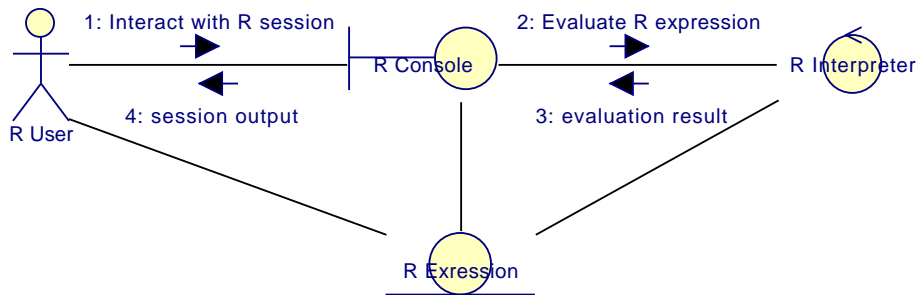 1: Interact with R session
2: Evaluate R expression
R Console
R Interpreter
4: session output
3: evaluation result
R User
R Exression